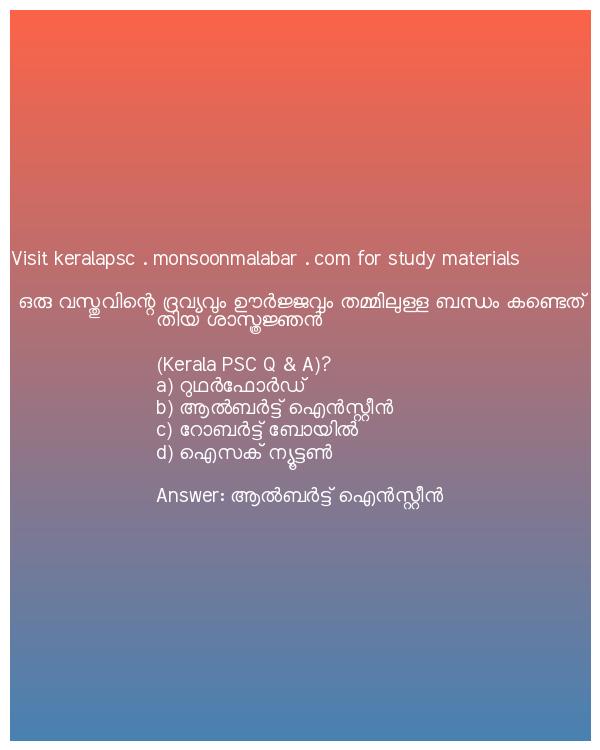 Visit keralapsc . monsoonmalabar . com for study materials
ഒരു വസ്തുവിന്റെ ദ്രവ്യവും ഊർജ്ജവും തമ്മിലുള്ള ബന്ധം കണ്ടെത്
തിയ ശാസ്ത്രജ്ഞൻ
(Kerala PSC Q & A)?
a) റുഥർഫോർഡ്
b) ആൽബർട്ട് ഐൻസ്റ്റീൻ
c) റോബർട്ട് ബോയിൽ
d) ഐസക് ന്യൂട്ടൺ
Answer: ആൽബർട്ട് ഐൻസ്റ്റീൻ